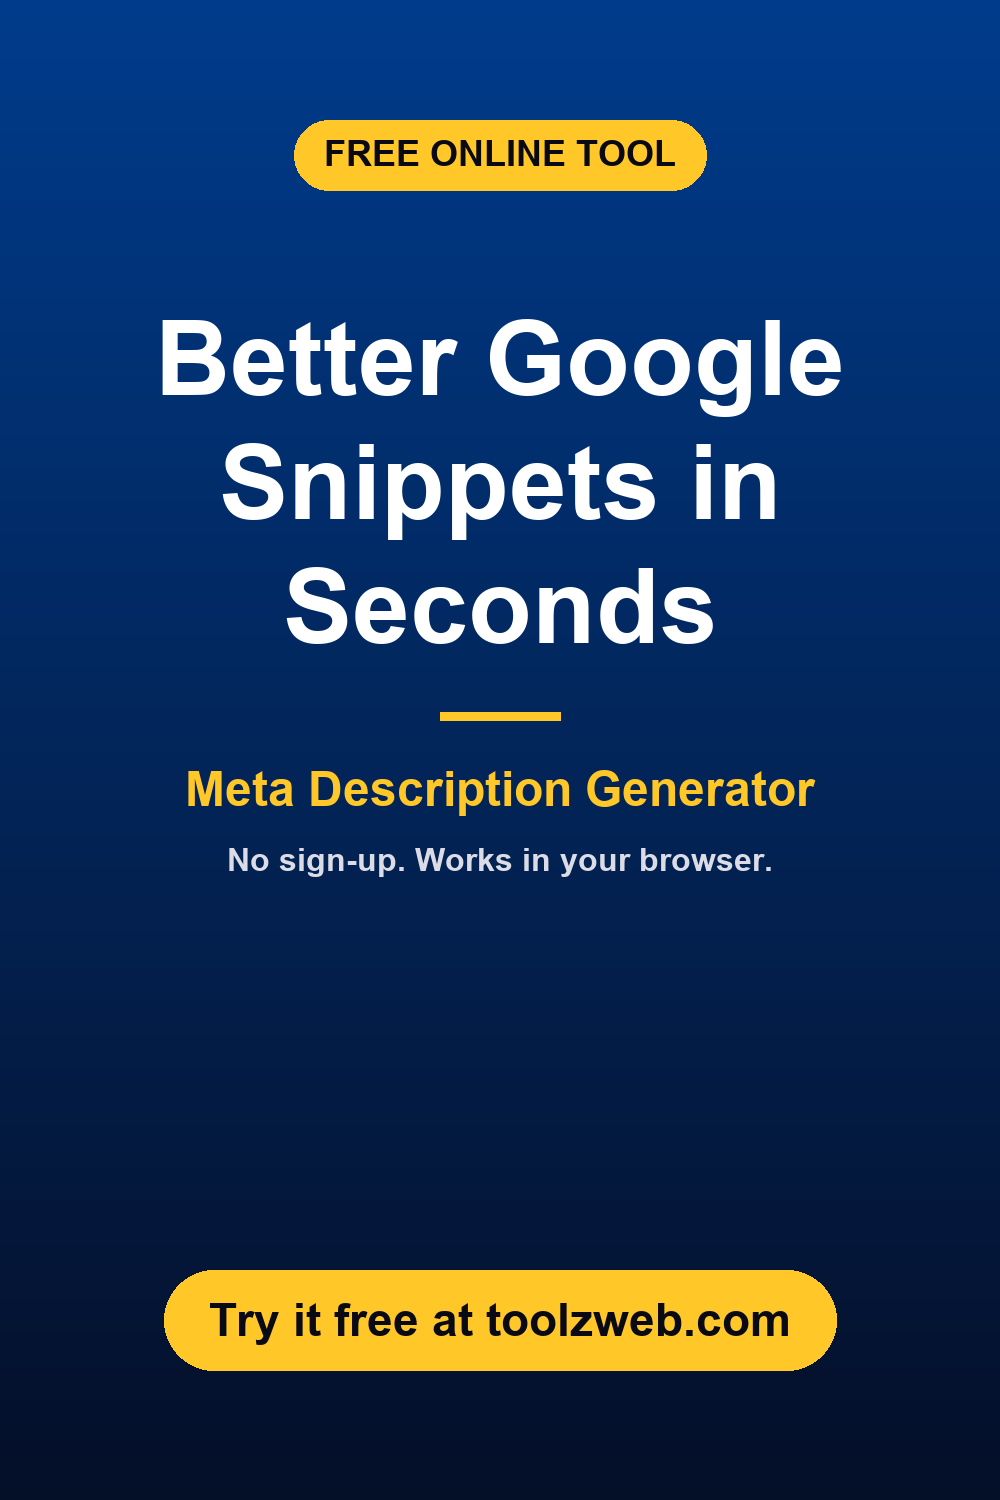 FREE ONLINE TOOL
Better Google
Snippets in
Seconds
Meta Description Generator
No sign-up. Works in your browser.
Try it free at toolzweb.com